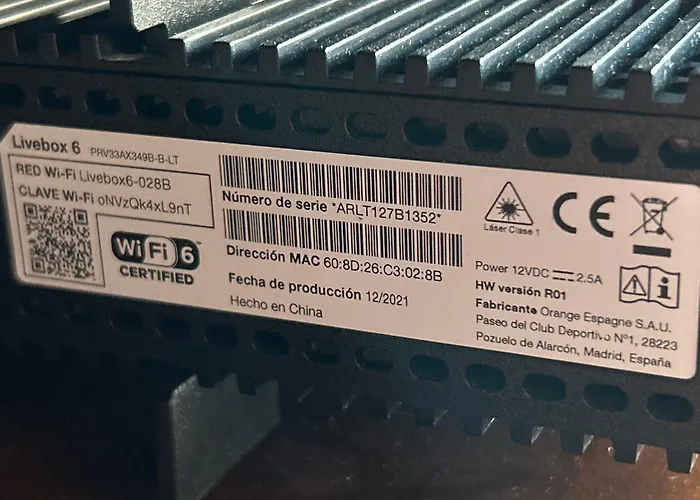 Livebox 6 PRV33AX349B-B-LT
RED Wi-Fi Livebox6-028B
CLAVE Wi-Fi oNVzQk4xL9nT
Wi Fi 6™
CERTIFIED
Número de serie *ARLT127B1352*
Dirección MAC 60:8D:26:C3:02:8B
Fecha de producción 12/2021
Hecho en China
Láser Clase 1
CE
Power 12VDC ⎓ 2.5A
HW versión R01
Fabricante Orange Espagne S.A.U.
Paseo del Club Deportivo Nº1, 28223
Pozuelo de Alarcón, Madrid, España